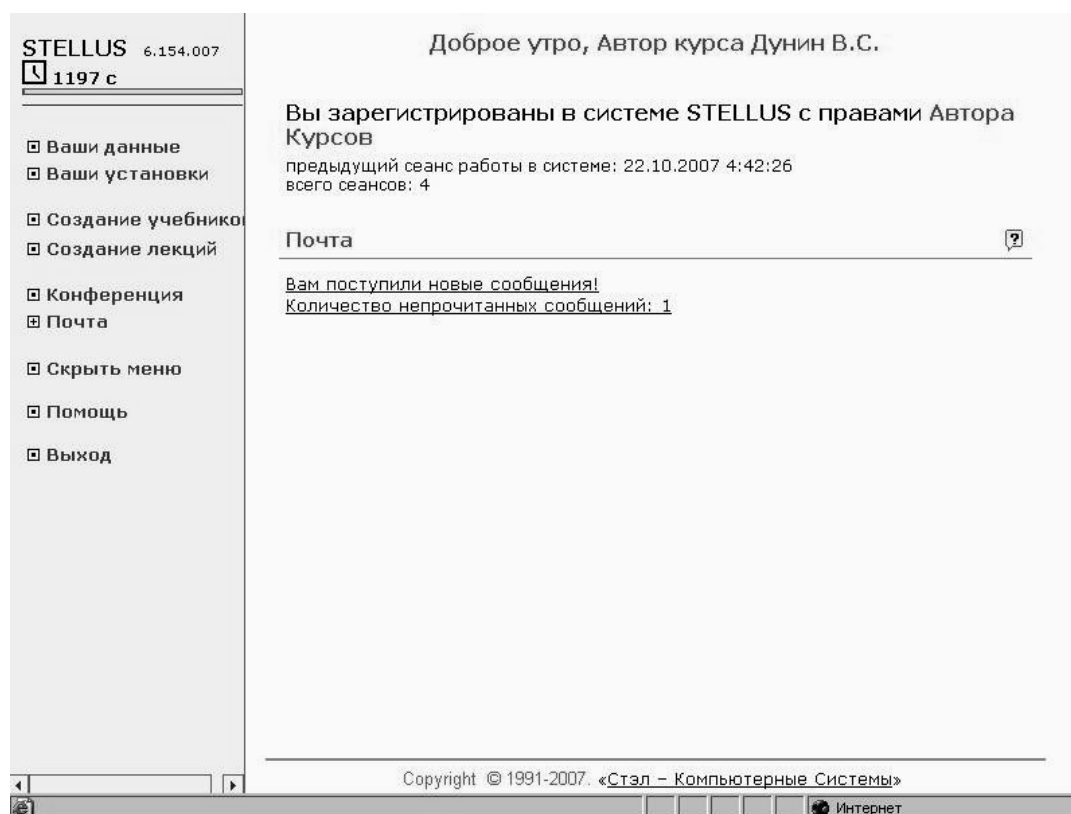 STELLUS 6.154.007
1197 с
Ваши данные
Ваши установки
Создание учебнико
Создание лекций
Конференция
Почта
Скрыть меню
Помощь
Выход
Доброе утро, Автор курса Дунин В.С.
Вы зарегистрированы в системе STELLUS с правами Автора
Курсов
предыдущий сеанс работы в системе: 22.10.2007 4:42:26
всего сеансов: 4
Почта
?
Вам поступили новые сообщения!
Количество непрочитанных сообщений: 1
Copyright © 1991-2007. «Стэл – Компьютерные Системы»
Интернет